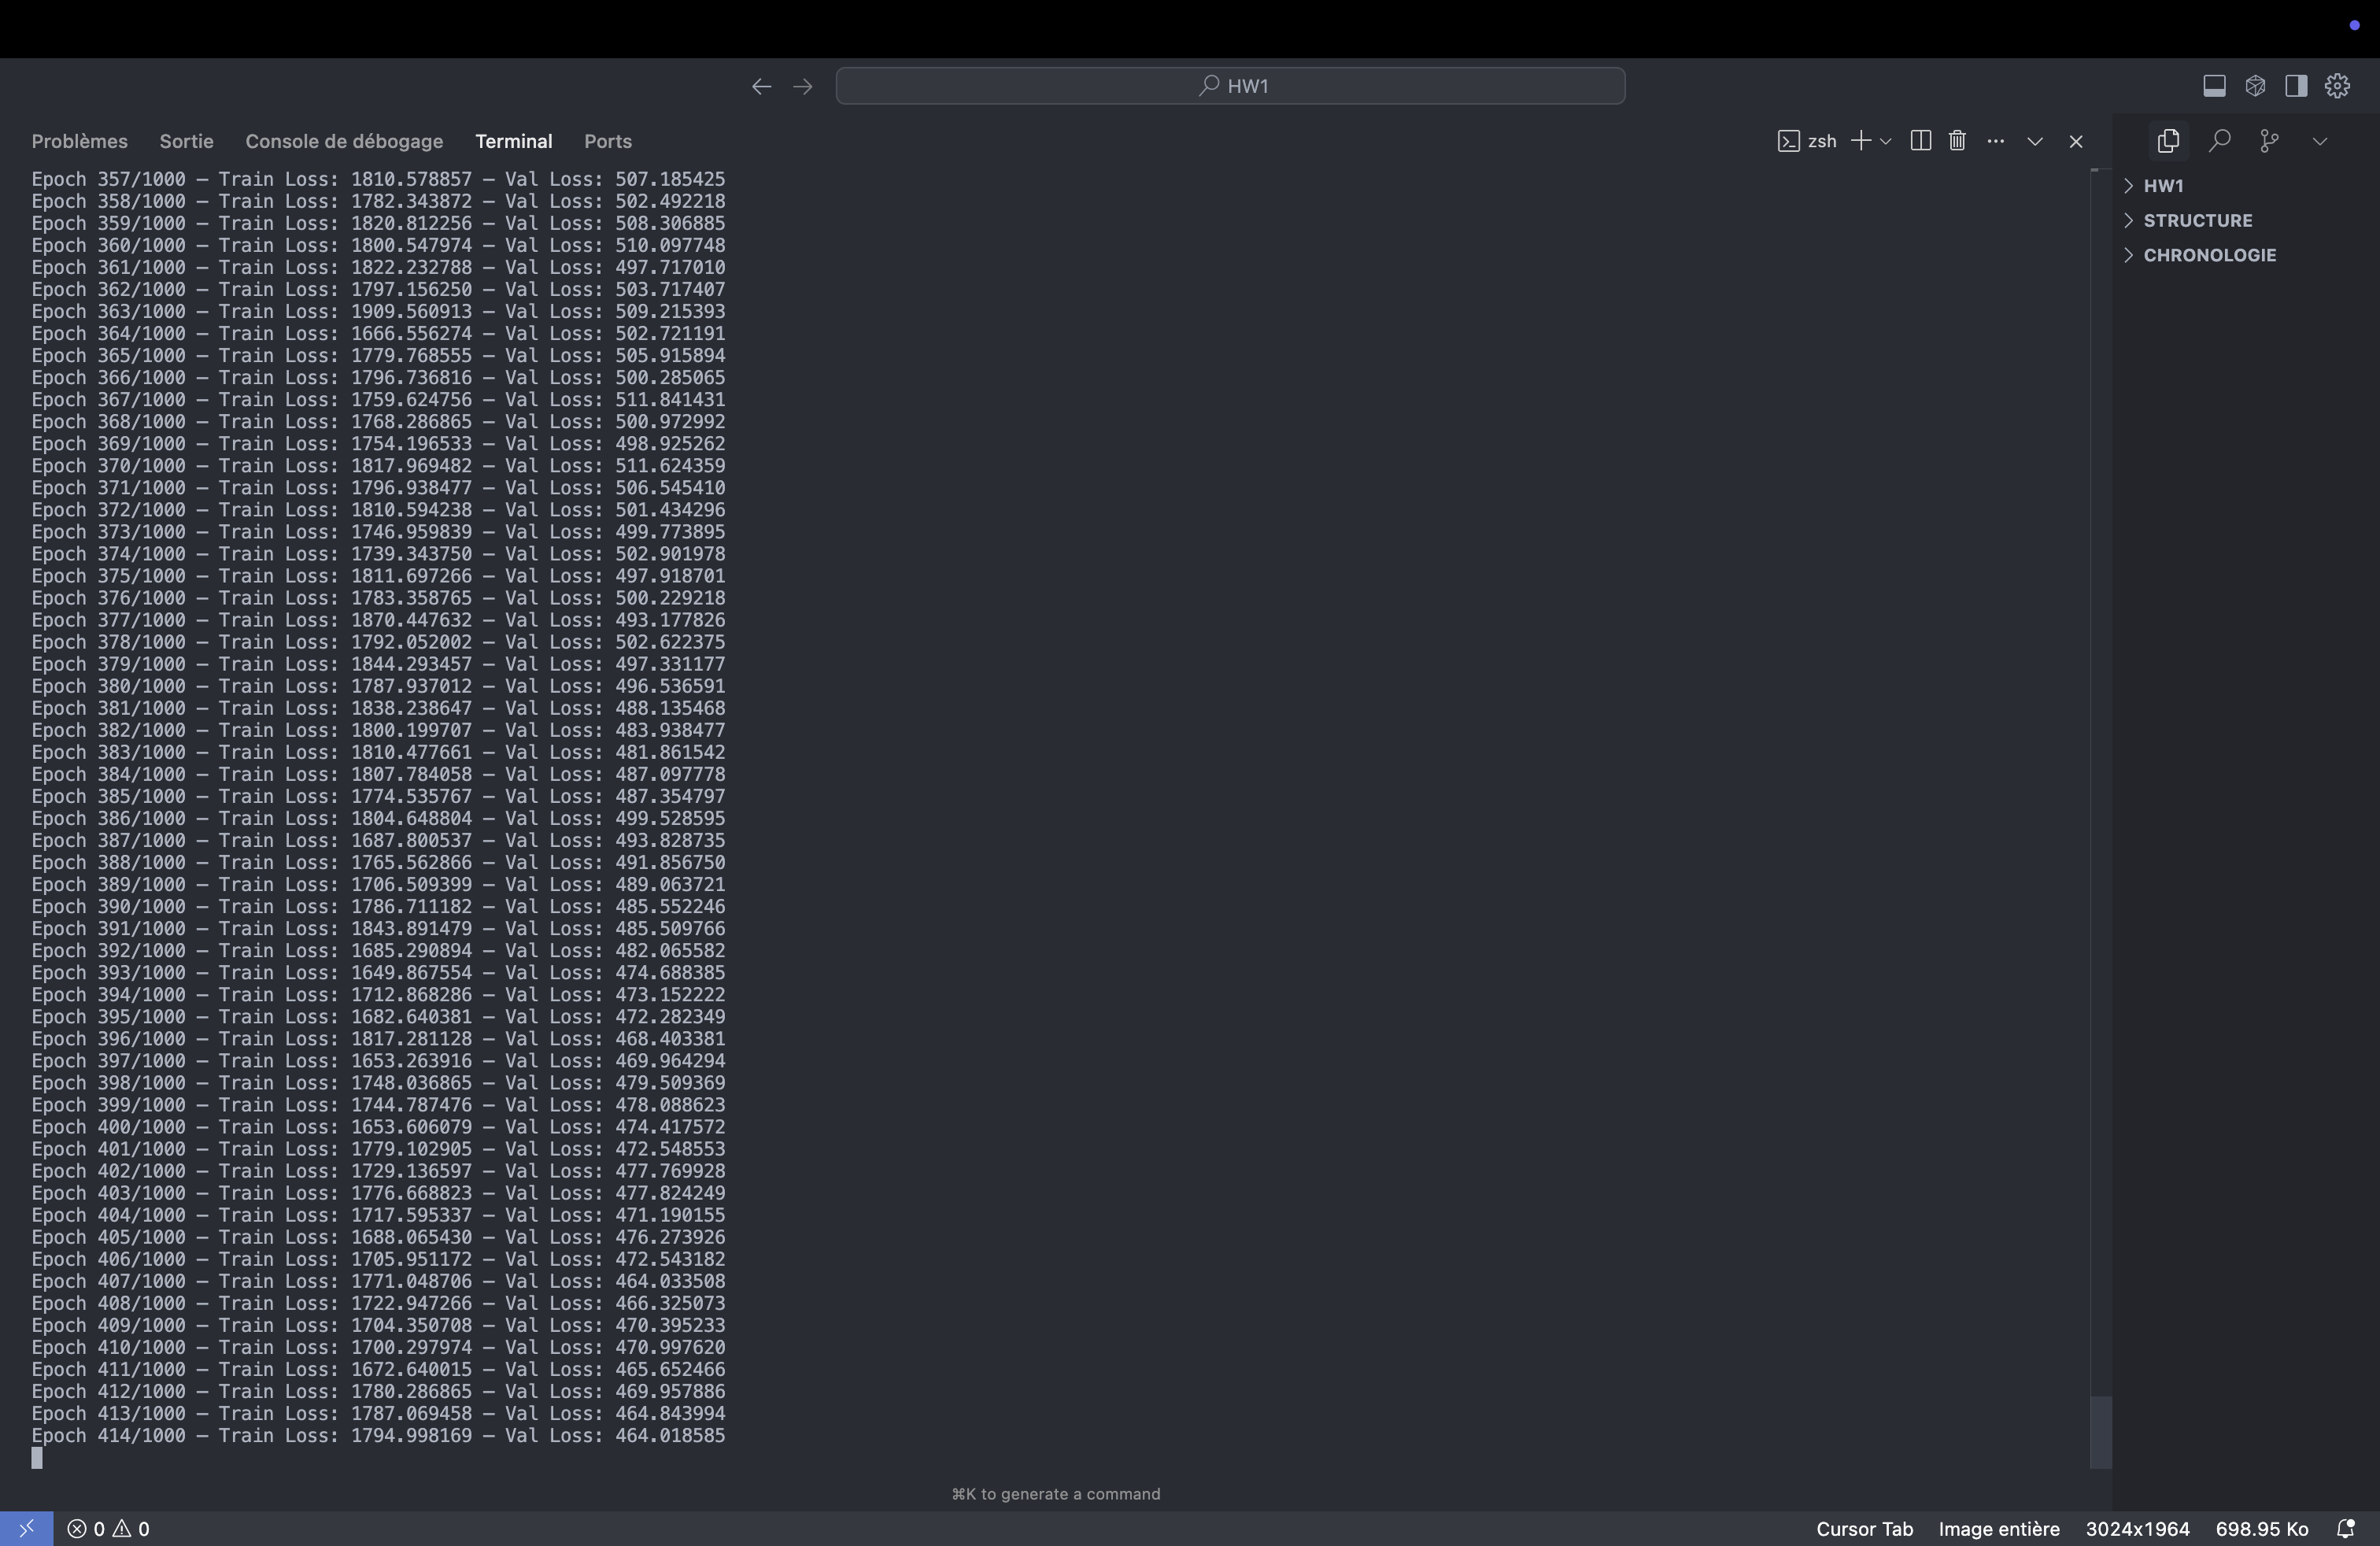 HW1
Problèmes Sortie Console de débogage Terminal Ports zsh
Epoch 357/1000 — Train Loss: 1810.578857 — Val Loss: 507.185425
Epoch 358/1000 — Train Loss: 1782.343872 — Val Loss: 502.492218
Epoch 359/1000 — Train Loss: 1820.812256 — Val Loss: 508.306885
Epoch 360/1000 — Train Loss: 1800.547974 — Val Loss: 510.097748
Epoch 361/1000 — Train Loss: 1822.232788 — Val Loss: 497.717010
Epoch 362/1000 — Train Loss: 1797.156250 — Val Loss: 503.717407
Epoch 363/1000 — Train Loss: 1909.560913 — Val Loss: 509.215393
Epoch 364/1000 — Train Loss: 1666.556274 — Val Loss: 502.721191
Epoch 365/1000 — Train Loss: 1779.768555 — Val Loss: 505.915894
Epoch 366/1000 — Train Loss: 1796.736816 — Val Loss: 500.285065
Epoch 367/1000 — Train Loss: 1759.624756 — Val Loss: 511.841431
Epoch 368/1000 — Train Loss: 1768.286865 — Val Loss: 500.972992
Epoch 369/1000 — Train Loss: 1754.196533 — Val Loss: 498.925262
Epoch 370/1000 — Train Loss: 1817.969482 — Val Loss: 511.624359
Epoch 371/1000 — Train Loss: 1796.938477 — Val Loss: 506.545410
Epoch 372/1000 — Train Loss: 1810.594238 — Val Loss: 501.434296
Epoch 373/1000 — Train Loss: 1746.959839 — Val Loss: 499.773895
Epoch 374/1000 — Train Loss: 1739.343750 — Val Loss: 502.901978
Epoch 375/1000 — Train Loss: 1811.697266 — Val Loss: 497.918701
Epoch 376/1000 — Train Loss: 1783.358765 — Val Loss: 500.229218
Epoch 377/1000 — Train Loss: 1870.447632 — Val Loss: 493.177826
Epoch 378/1000 — Train Loss: 1792.052002 — Val Loss: 502.622375
Epoch 379/1000 — Train Loss: 1844.293457 — Val Loss: 497.331177
Epoch 380/1000 — Train Loss: 1787.937012 — Val Loss: 496.536591
Epoch 381/1000 — Train Loss: 1838.238647 — Val Loss: 488.135468
Epoch 382/1000 — Train Loss: 1800.199707 — Val Loss: 483.938477
Epoch 383/1000 — Train Loss: 1810.477661 — Val Loss: 481.861542
Epoch 384/1000 — Train Loss: 1807.784058 — Val Loss: 487.097778
Epoch 385/1000 — Train Loss: 1774.535767 — Val Loss: 487.354797
Epoch 386/1000 — Train Loss: 1804.648804 — Val Loss: 499.528595
Epoch 387/1000 — Train Loss: 1687.800537 — Val Loss: 493.828735
Epoch 388/1000 — Train Loss: 1765.562866 — Val Loss: 491.856750
Epoch 389/1000 — Train Loss: 1706.509399 — Val Loss: 489.063721
Epoch 390/1000 — Train Loss: 1786.711182 — Val Loss: 485.552246
Epoch 391/1000 — Train Loss: 1843.891479 — Val Loss: 485.509766
Epoch 392/1000 — Train Loss: 1685.290894 — Val Loss: 482.065582
Epoch 393/1000 — Train Loss: 1649.867554 — Val Loss: 474.688385
Epoch 394/1000 — Train Loss: 1712.868286 — Val Loss: 473.152222
Epoch 395/1000 — Train Loss: 1682.640381 — Val Loss: 472.282349
Epoch 396/1000 — Train Loss: 1817.281128 — Val Loss: 468.403381
Epoch 397/1000 — Train Loss: 1653.263916 — Val Loss: 469.964294
Epoch 398/1000 — Train Loss: 1748.036865 — Val Loss: 479.509369
Epoch 399/1000 — Train Loss: 1744.787476 — Val Loss: 478.088623
Epoch 400/1000 — Train Loss: 1653.606079 — Val Loss: 474.417572
Epoch 401/1000 — Train Loss: 1779.102905 — Val Loss: 472.548553
Epoch 402/1000 — Train Loss: 1729.136597 — Val Loss: 477.769928
Epoch 403/1000 — Train Loss: 1776.668823 — Val Loss: 477.824249
Epoch 404/1000 — Train Loss: 1717.595337 — Val Loss: 471.190155
Epoch 405/1000 — Train Loss: 1688.065430 — Val Loss: 476.273926
Epoch 406/1000 — Train Loss: 1705.951172 — Val Loss: 472.543182
Epoch 407/1000 — Train Loss: 1771.048706 — Val Loss: 464.033508
Epoch 408/1000 — Train Loss: 1722.947266 — Val Loss: 466.325073
Epoch 409/1000 — Train Loss: 1704.350708 — Val Loss: 470.395233
Epoch 410/1000 — Train Loss: 1700.297974 — Val Loss: 470.997620
Epoch 411/1000 — Train Loss: 1672.640015 — Val Loss: 465.652466
Epoch 412/1000 — Train Loss: 1780.286865 — Val Loss: 469.957886
Epoch 413/1000 — Train Loss: 1787.069458 — Val Loss: 464.843994
Epoch 414/1000 — Train Loss: 1794.998169 — Val Loss: 464.018585
⌘K to generate a command
HW1
STRUCTURE
CHRONOLOGIE
0 0 Cursor Tab Image entière 3024x1964 698.95 Ko